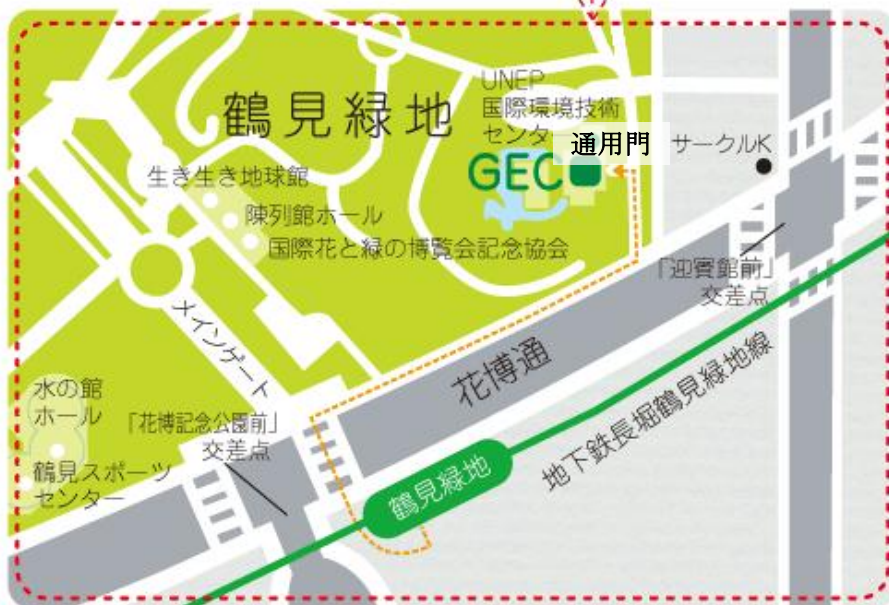 鶴見緑地
UNEP
国際環境技術
センタ
通用門
GEC
サークルK
生き生き地球館
陳列館ホール
国際花と緑の博覧会記念協会
「迎賓館前」
交差点
メインゲート
花博通
水の館
ホール
「花博記念公園前」
交差点
鶴見スポーツ
センター
鶴見緑地
地下鉄長堀鶴見緑地線